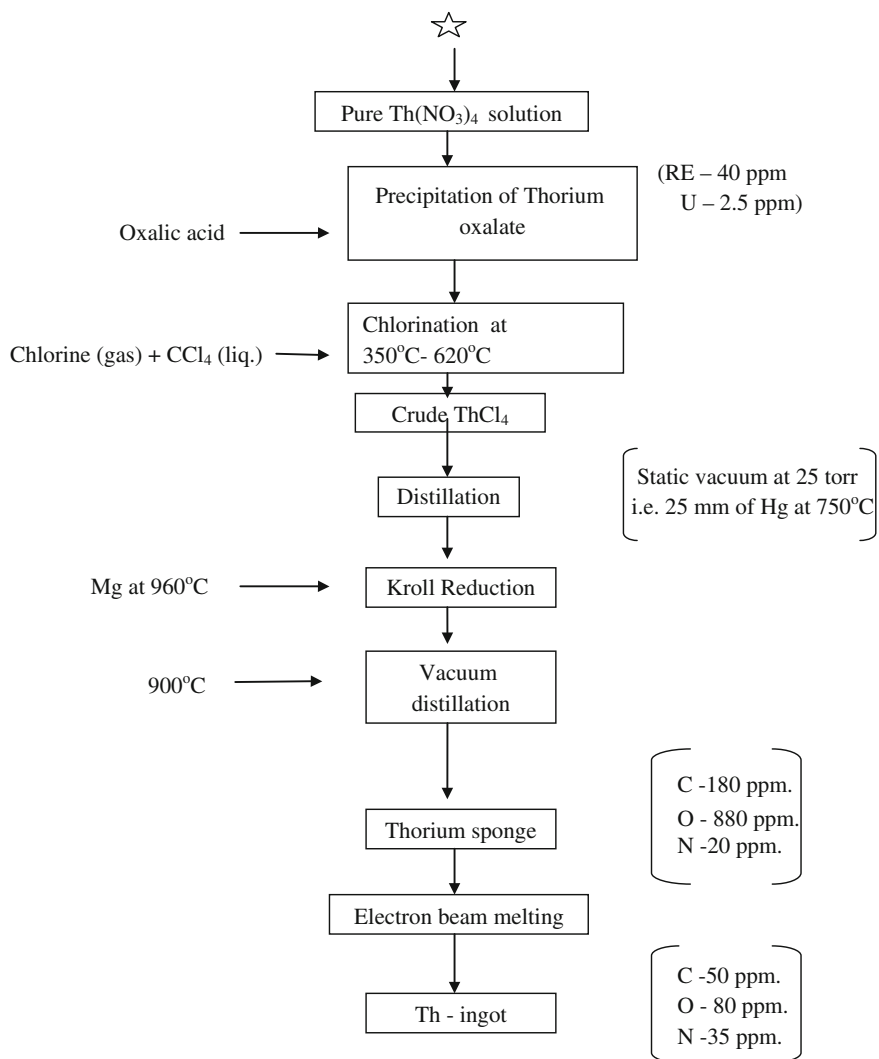 Pure Th(NO₃)₄ solution
(RE – 40 ppm
U – 2.5 ppm)
Precipitation of Thorium
oxalate
Oxalic acid
Chlorination at
350°C- 620°C
Chlorine (gas) + CCl₄ (liq.)
Crude ThCl₄
Static vacuum at 25 torr
i.e. 25 mm of Hg at 750°C
Distillation
Mg at 960°C
Kroll Reduction
Vacuum
distillation
900°C
C -180 ppm.
O - 880 ppm.
N -20 ppm.
Thorium sponge
Electron beam melting
C -50 ppm.
O - 80 ppm.
N -35 ppm.
Th - ingot